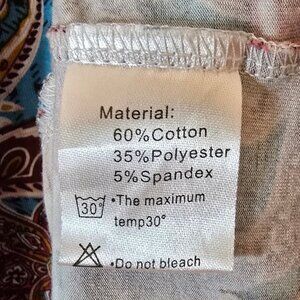 Material:
60%Cotton
35%Polyester
5%Spandex
30° •The maximum
temp30°
•Do not bleach